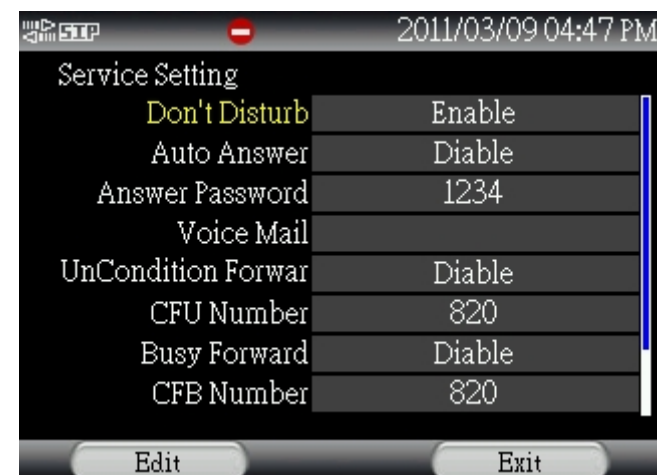 SIP 2011/03/09 04:47 PM
Service Setting
Don't Disturb Enable
Auto Answer Diable
Answer Password 1234
Voice Mail
UnCondition Forwar Diable
CFU Number 820
Busy Forward Diable
CFB Number 820
Edit Exit